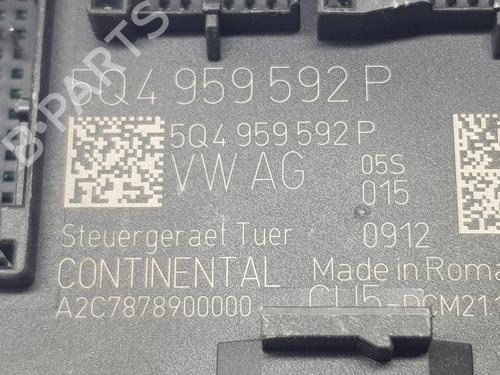 5Q4 959 592 P
5Q4 959 592 P
VW AG
05S
015
Steuergeraet Tuer
0912
CONTINENTAL
Made in Roma
A2C7878900000
B-PARTS